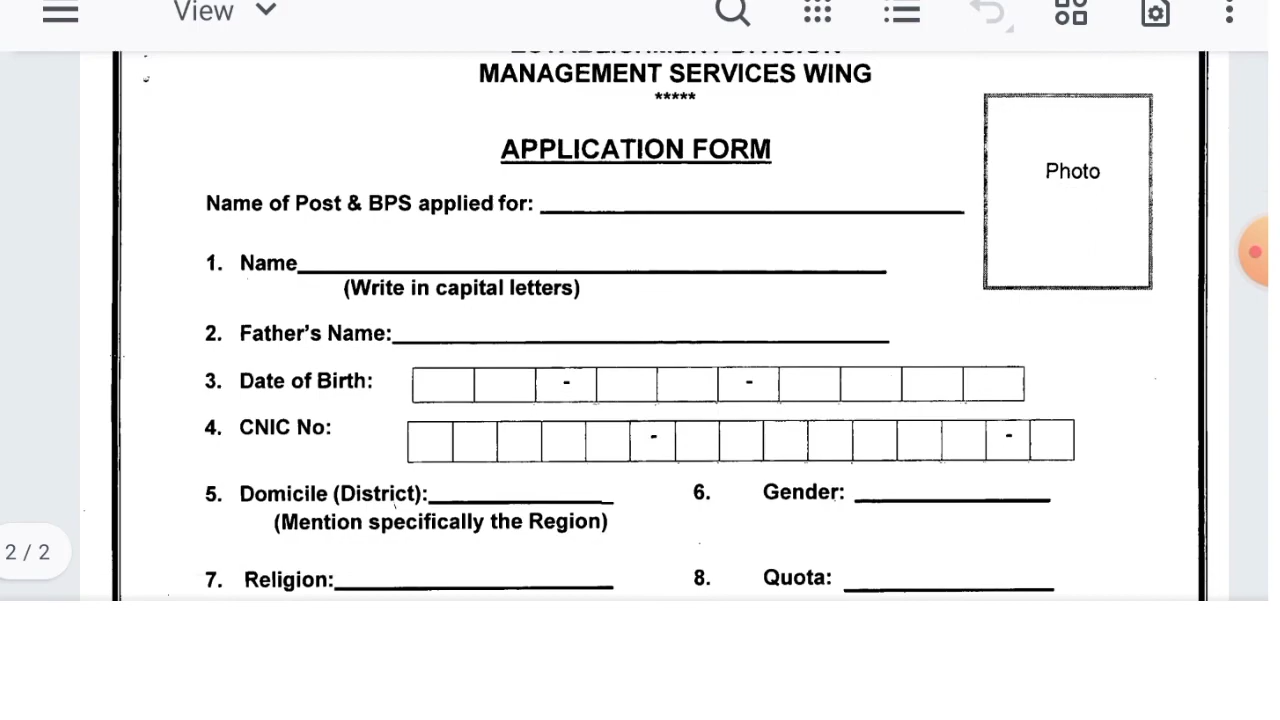 View
ESTABLISHMENT DIVISION
MANAGEMENT SERVICES WING
*****
APPLICATION FORM
Photo
Name of Post & BPS applied for:
1. Name
(Write in capital letters)
2. Father's Name:
3. Date of Birth: - -
4. CNIC No: - -
5. Domicile (District): 6. Gender:
(Mention specifically the Region)
2 / 2
7. Religion: 8. Quota: